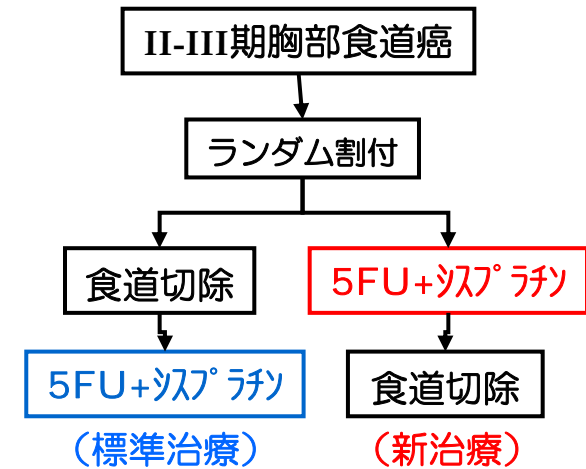 II-III期胸部食道癌
ランダム割付
食道切除
5FU+ｼｽﾌﾟﾗﾁﾝ
5FU+ｼｽﾌﾟﾗﾁﾝ
食道切除
(標準治療)
(新治療)